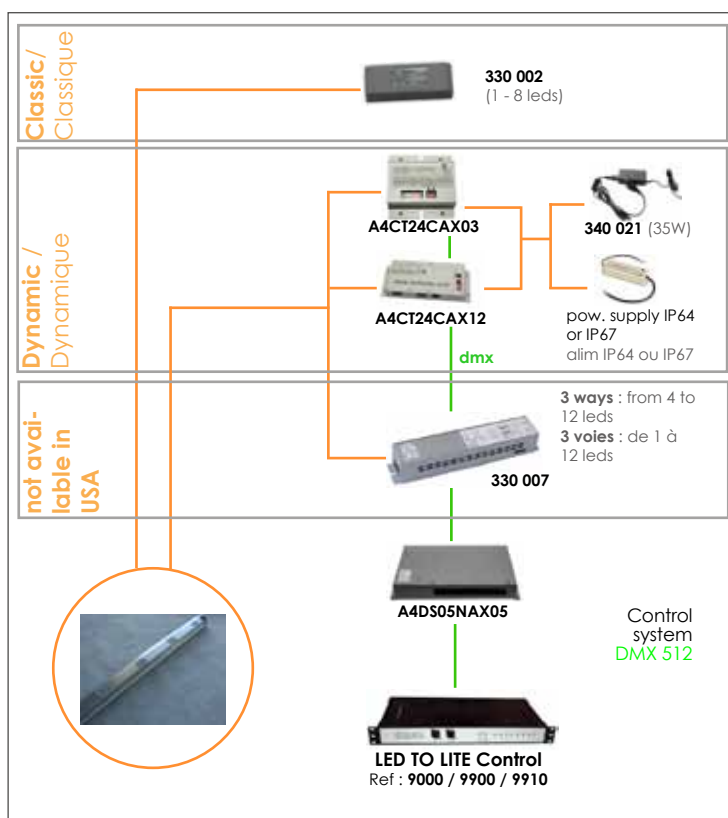 Classic/
Classique
330 002
(1 - 8 leds)
Dynamic /
Dynamique
A4CT24CAX03
340 021 (35W)
A4CT24CAX12
pow. supply IP64
or IP67
alim IP64 ou IP67
dmx
not avai-
lable in
USA
3 ways : from 4 to
12 leds
3 voies : de 1 à
12 leds
330 007
A4DS05NAX05
Control
system
DMX 512
LED TO LITE Control
Ref : 9000 / 9900 / 9910